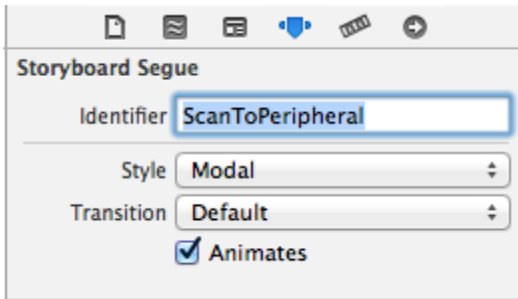 Storyboard Segue
Identifier ScanToPeripheral
Style Modal
Transition Default
Animates